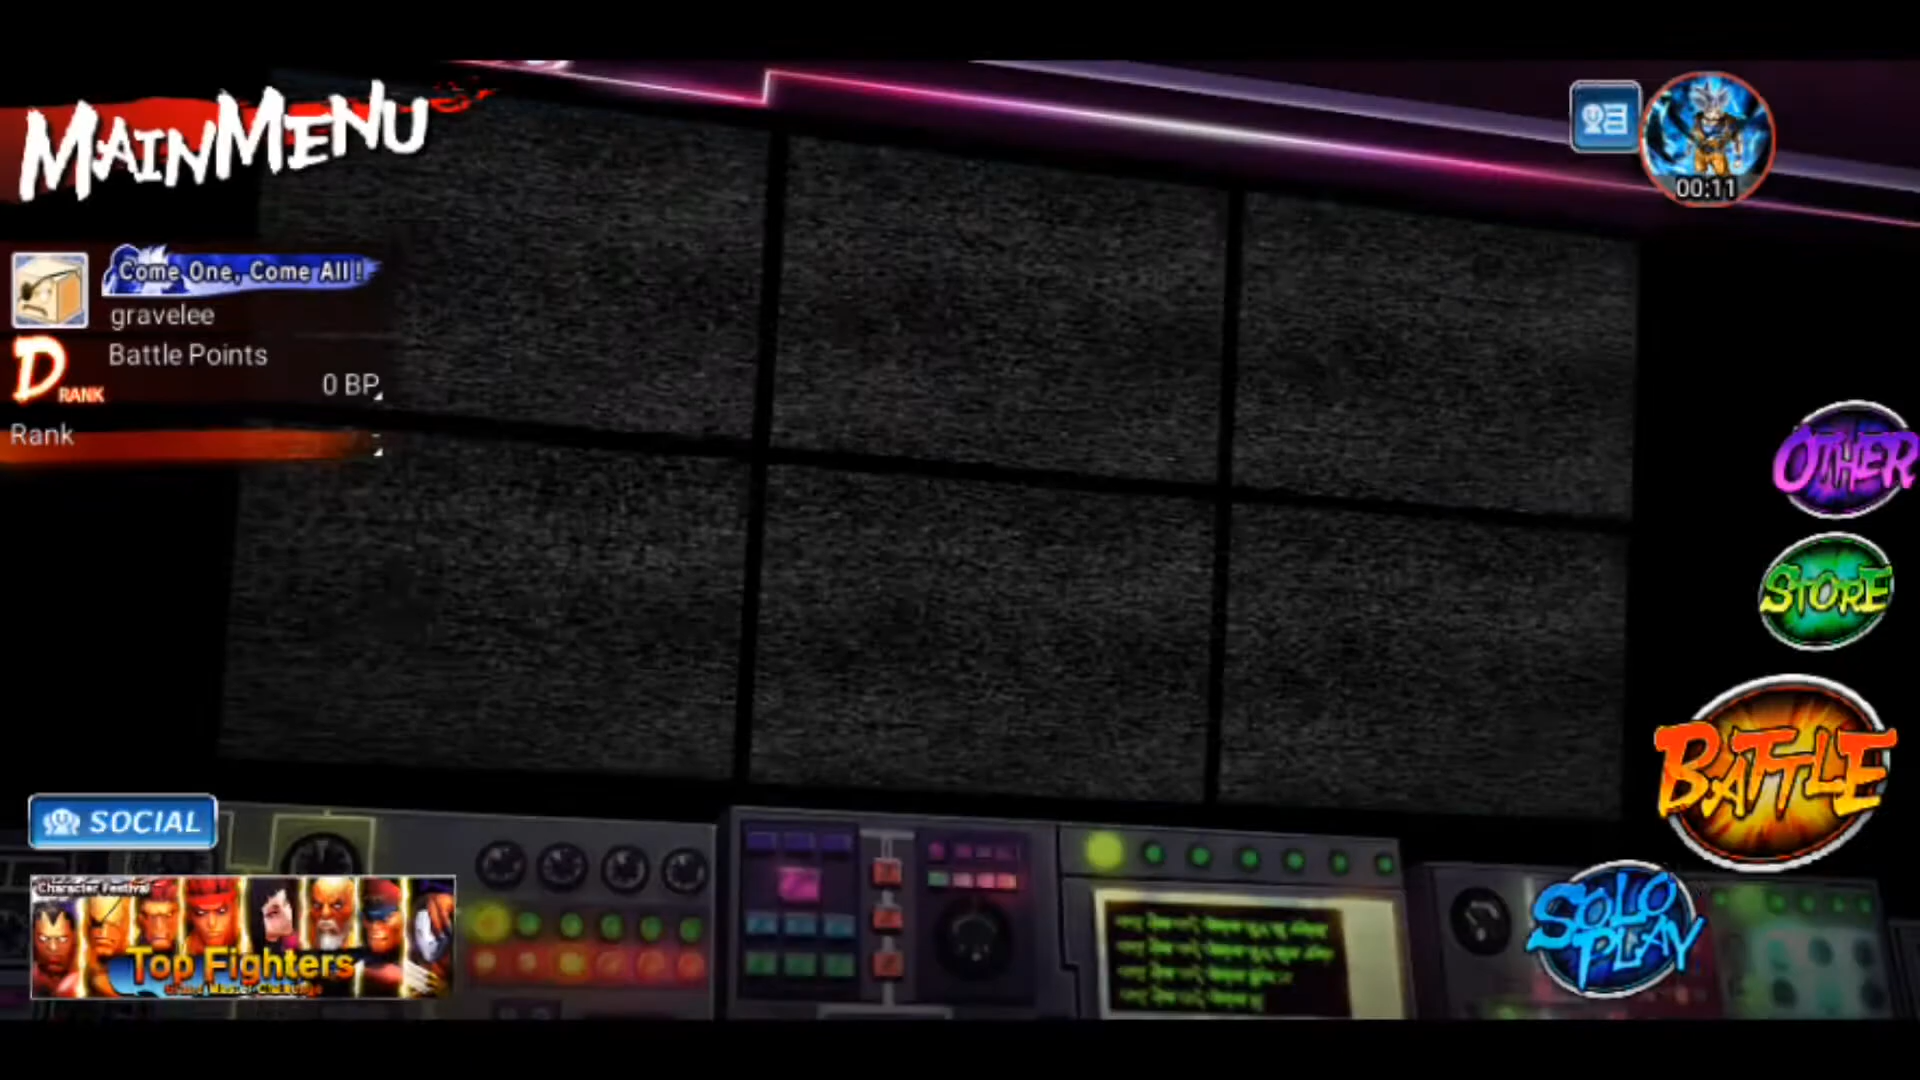 MAINMENU
00:11
Come One, Come All!
gravelee
Battle Points
D RANK
0 BP
Rank
OTHER
STORE
BATTLE
SOCIAL
SOLO
PLAY
Character Festival
Top Fighters